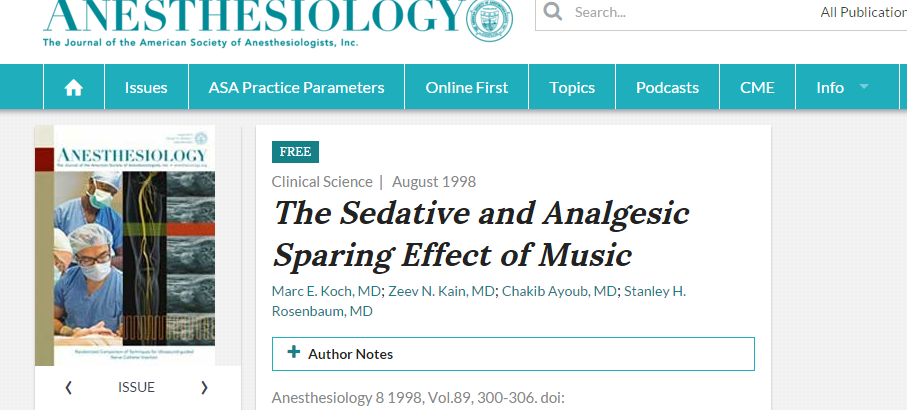 ANESTHESIOLOGY
The Journal of the American Society of Anesthesiologists, Inc.
Search...
All Publication
Issues
ASA Practice Parameters
Online First
Topics
Podcasts
CME
Info
ANESTHESIOLOGY
FREE
Clinical Science | August 1998
The Sedative and Analgesic
Sparing Effect of Music
Marc E. Koch, MD; Zeev N. Kain, MD; Chakib Ayoub, MD; Stanley H.
Rosenbaum, MD
+ Author Notes
‹ ISSUE ›
Anesthesiology 8 1998, Vol.89, 300-306. doi: